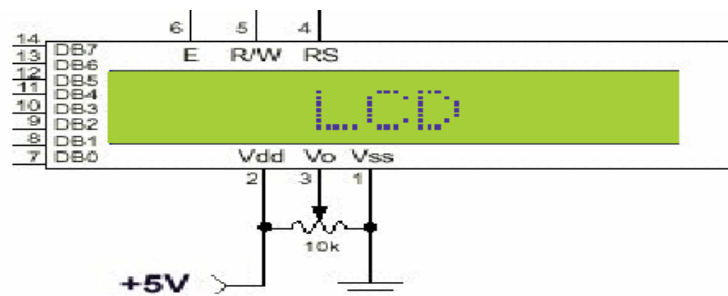 6 5 4
14 DB7 E R/W RS
13 DB6
12 DB5
11 DB4
10 DB3
9 DB2
8 DB1
7 DB0
LCD
Vdd Vo Vss
2 3 1
10k
+5V